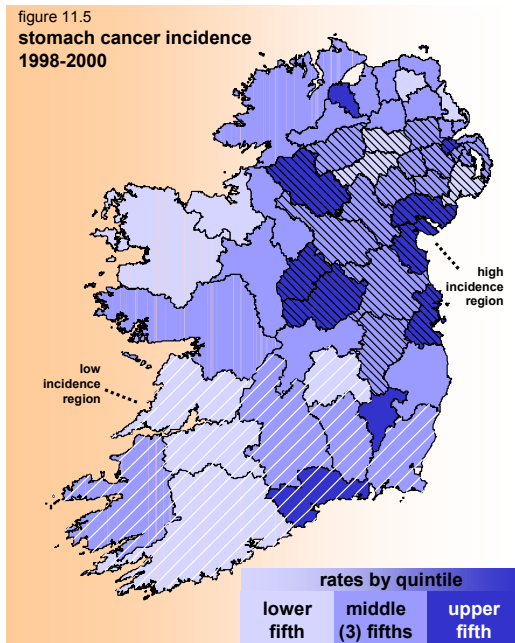 figure 11.5
stomach cancer incidence
1998-2000
high
incidence
region
low
incidence
region
rates by quintile
lower
fifth
middle
(3) fifths
upper
fifth